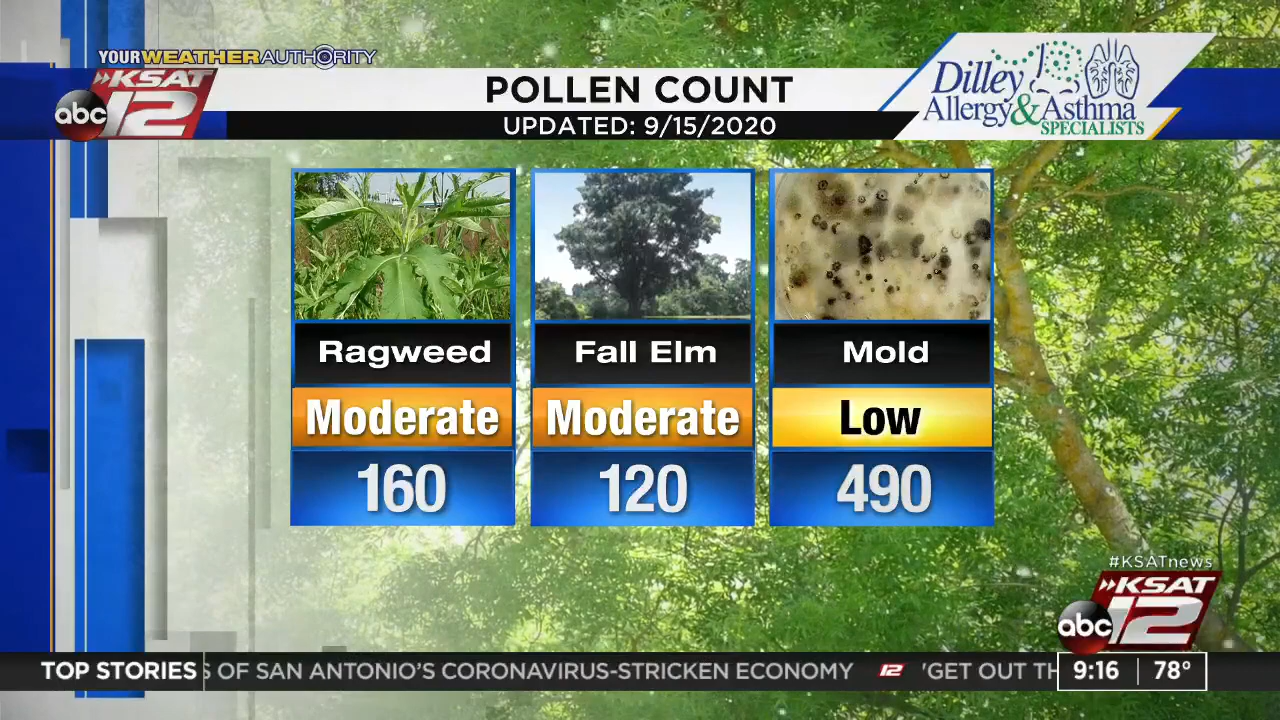 YOUR WEATHER AUTHORITY
KSAT
abc 12
POLLEN COUNT
UPDATED: 9/15/2020
Dilley
Allergy & Asthma
SPECIALISTS
Ragweed
Moderate
160
Fall Elm
Moderate
120
Mold
Low
490
#KSATnews
KSAT
abc 12
TOP STORIES
S OF SAN ANTONIO'S CORONAVIRUS-STRICKEN ECONOMY 12 'GET OUT TH
9:16 78°